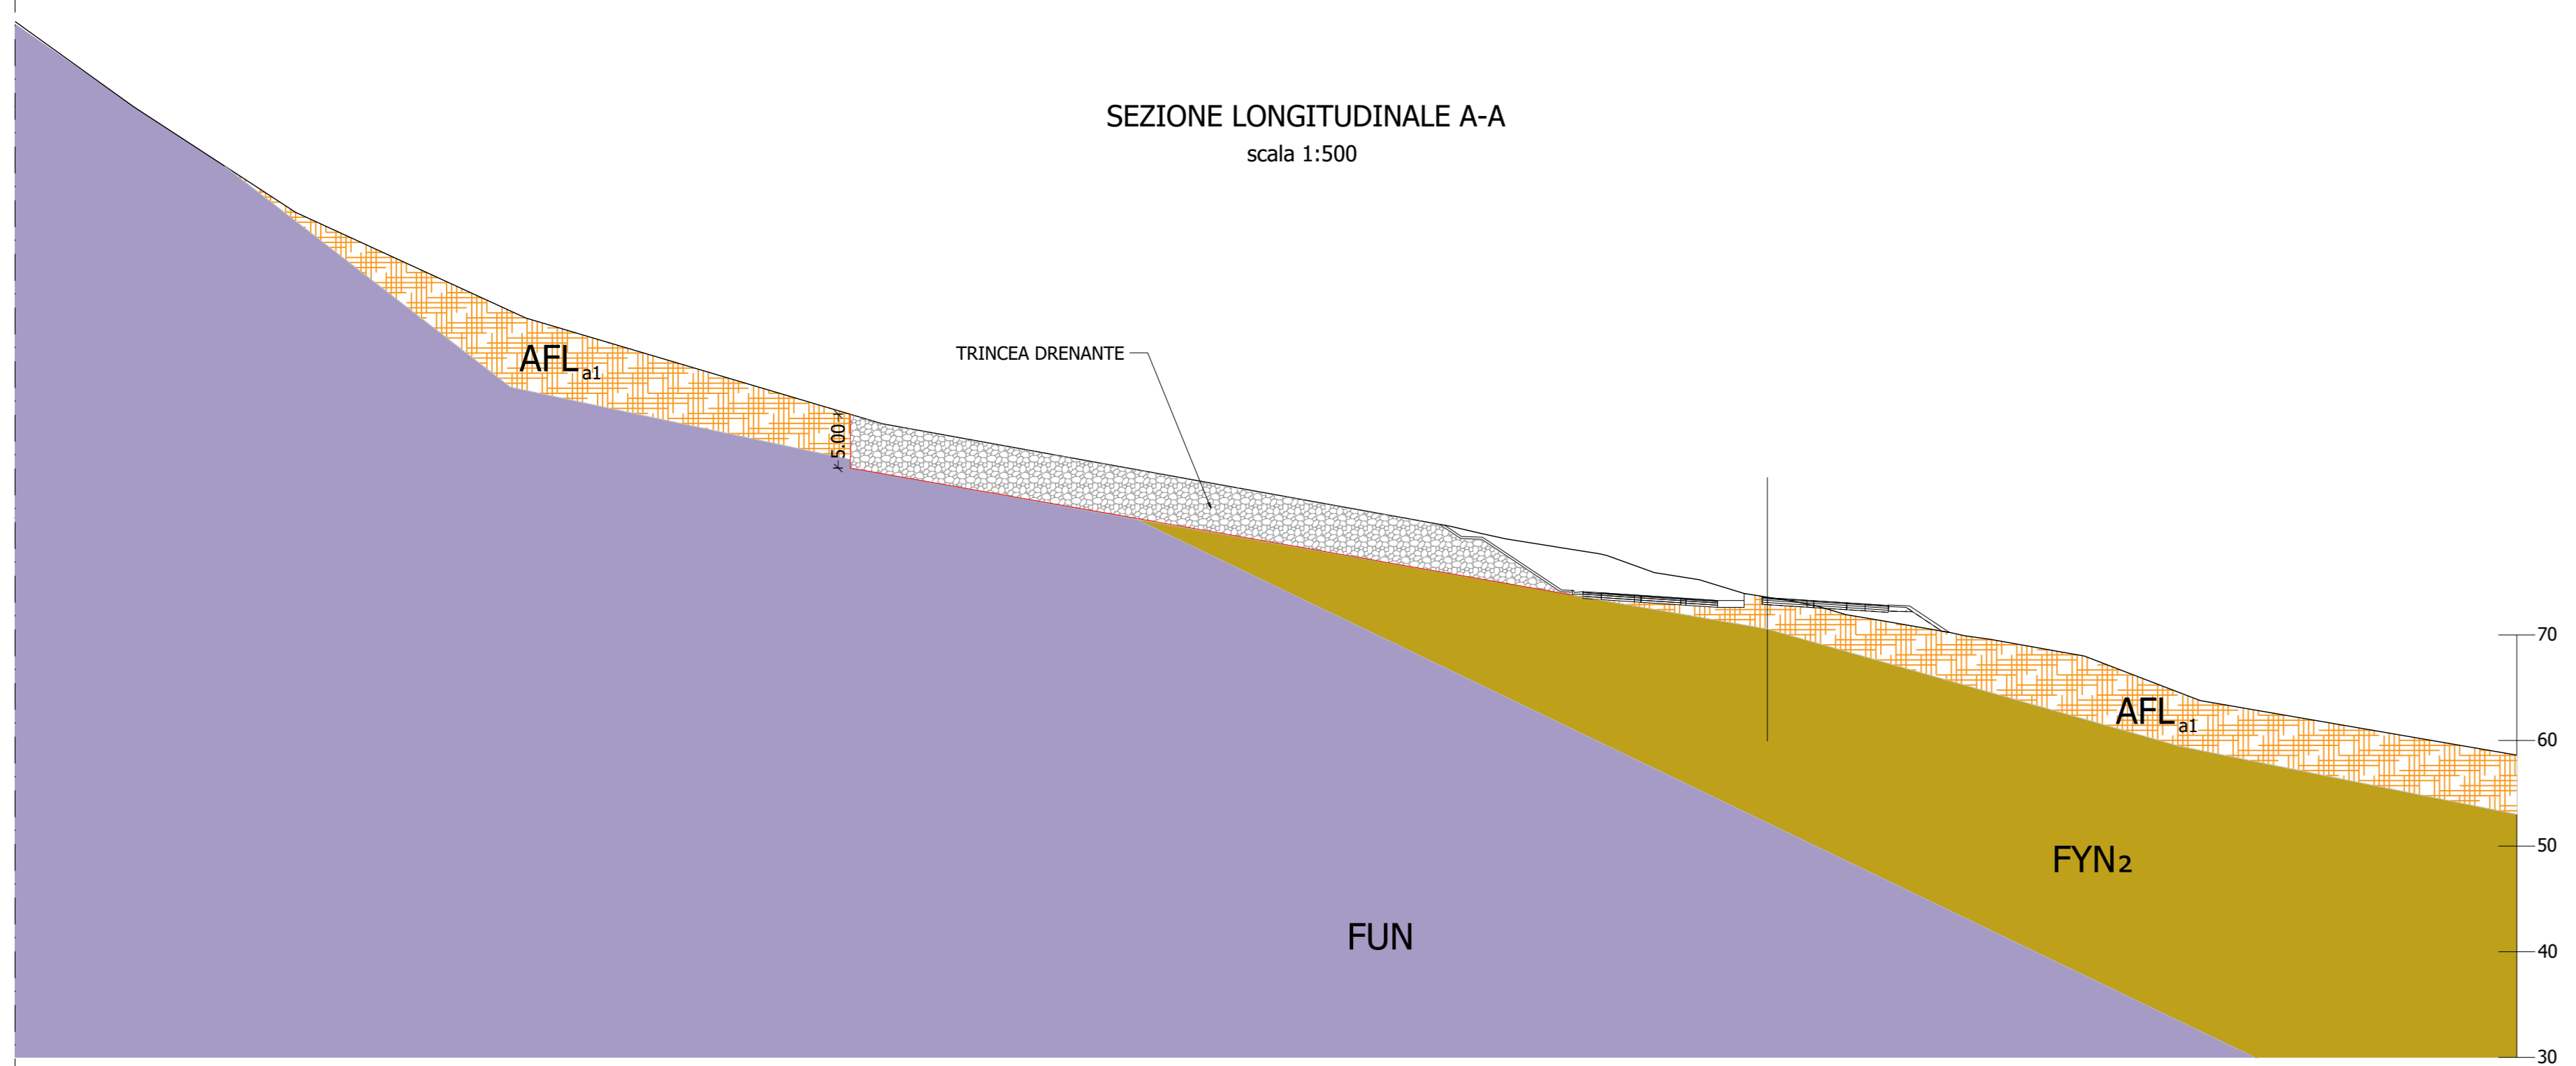 SEZIONE LONGITUDINALE A-A
scala 1:500
TRINCEA DRENANTE
AFLa1
5.00
70
AFLa1
60
50
FYN2
FUN
40
30